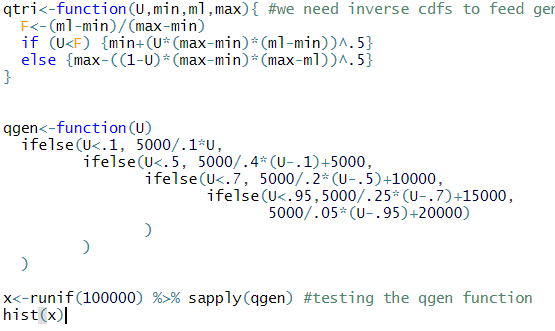 qtri<-function(U,min,ml,max){ #we need inverse cdfs to feed gen
F<-(ml-min)/(max-min)
if (U<F) {min+(U*(max-min)*(ml-min))^.5}
else {max-((1-U)*(max-min)*(max-ml))^.5}
}
qgen<-function(U)
ifelse(U<.1, 5000/.1*U,
ifelse(U<.5, 5000/.4*(U-.1)+5000,
ifelse(U<.7, 5000/.2*(U-.5)+10000,
ifelse(U<.95,5000/.25*(U-.7)+15000,
5000/.05*(U-.95)+20000)
)
)
)
x<-runif(100000) %>% sapply(qgen) #testing the qgen function
hist(x)